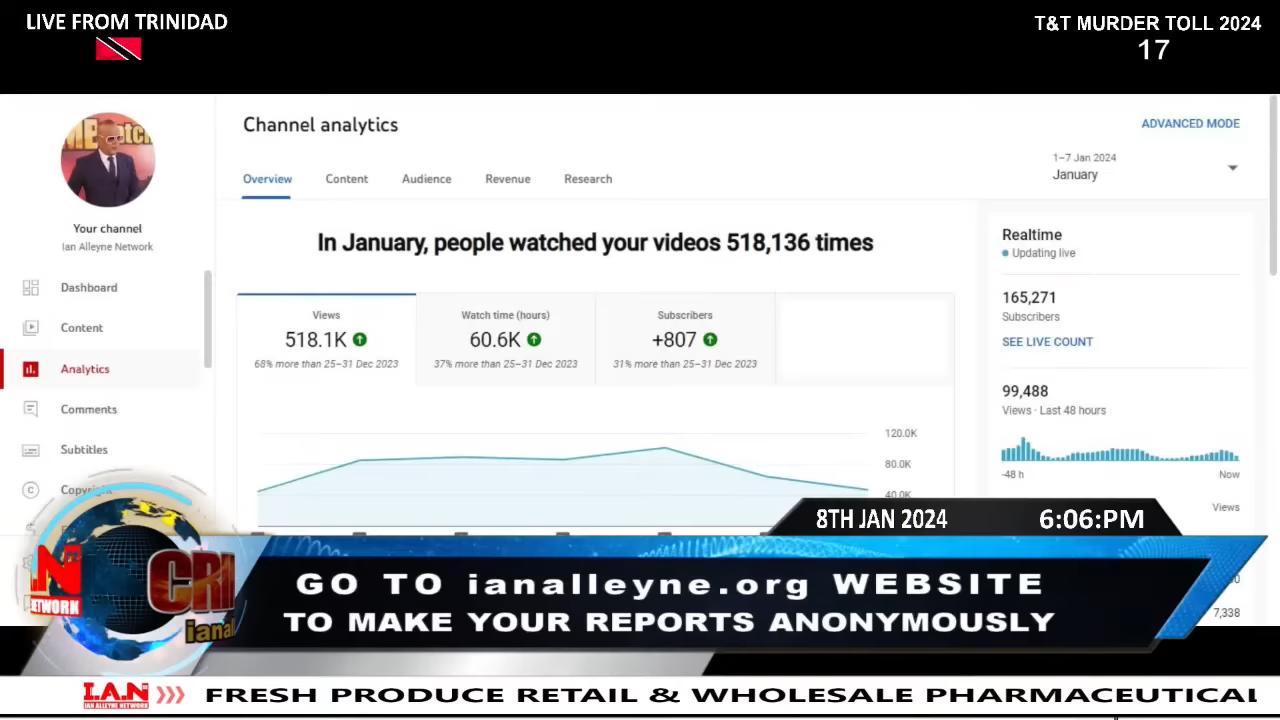 LIVE FROM TRINIDAD
T&T MURDER TOLL 2024
17
Channel analytics
ADVANCED MODE
1–7 Jan 2024
January
Overview
Content
Audience
Revenue
Research
Your channel
Ian Alleyne Network
Dashboard
Content
Analytics
Comments
Subtitles
In January, people watched your videos 518,136 times
Views
518.1K
68% more than 25–31 Dec 2023
Watch time (hours)
60.6K
37% more than 25–31 Dec 2023
Subscribers
+807
31% more than 25–31 Dec 2023
120.0K
80.0K
40.0K
Realtime
Updating live
165,271
Subscribers
SEE LIVE COUNT
99,488
Views · Last 48 hours
-48 h
Now
Views
7,338
8TH JAN 2024
6:06:PM
GO TO ianalleyne.org WEBSITE
TO MAKE YOUR REPORTS ANONYMOUSLY
NETWORK
I.A.N
IAN ALLEYNE NETWORK
FRESH PRODUCE RETAIL & WHOLESALE PHARMACEUTICAL